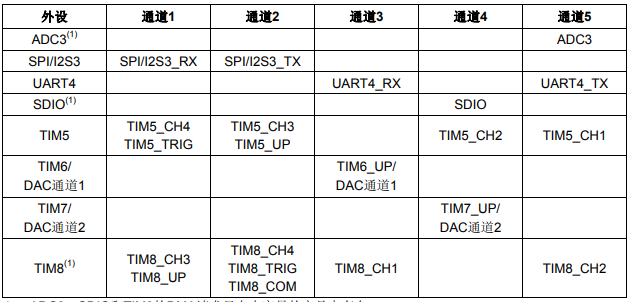 外设 通道1 通道2 通道3 通道4 通道5
ADC3(1) ADC3
SPI/I2S3 SPI/I2S3_RX SPI/I2S3_TX
UART4 UART4_RX UART4_TX
SDIO(1) SDIO
TIM5 TIM5_CH4 TIM5_TRIG TIM5_CH3 TIM5_UP TIM5_CH2 TIM5_CH1
TIM6/ DAC通道1 TIM6_UP/ DAC通道1
TIM7/ DAC通道2 TIM7_UP/ DAC通道2
TIM8(1) TIM8_CH3 TIM8_UP TIM8_CH4 TIM8_TRIG TIM8_COM TIM8_CH1 TIM8_CH2